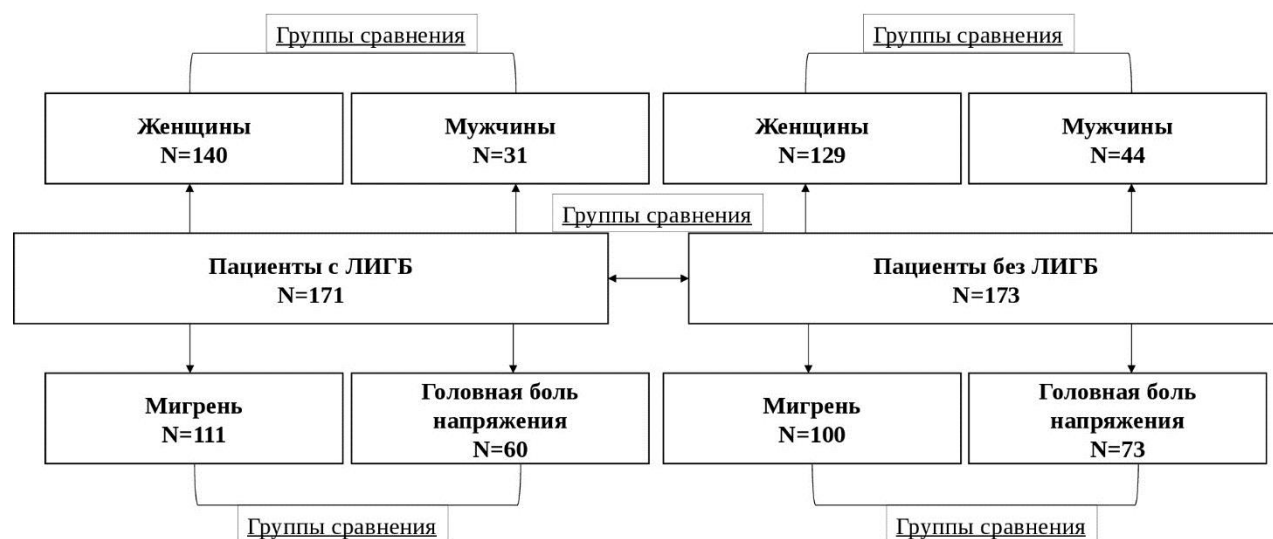 Группы сравнения
Группы сравнения
Женщины
N=140
Мужчины
N=31
Женщины
N=129
Мужчины
N=44
Группы сравнения
Пациенты с ЛИГБ
N=171
Пациенты без ЛИГБ
N=173
Мигрень
N=111
Головная боль
напряжения
N=60
Мигрень
N=100
Головная боль
напряжения
N=73
Группы сравнения
Группы сравнения